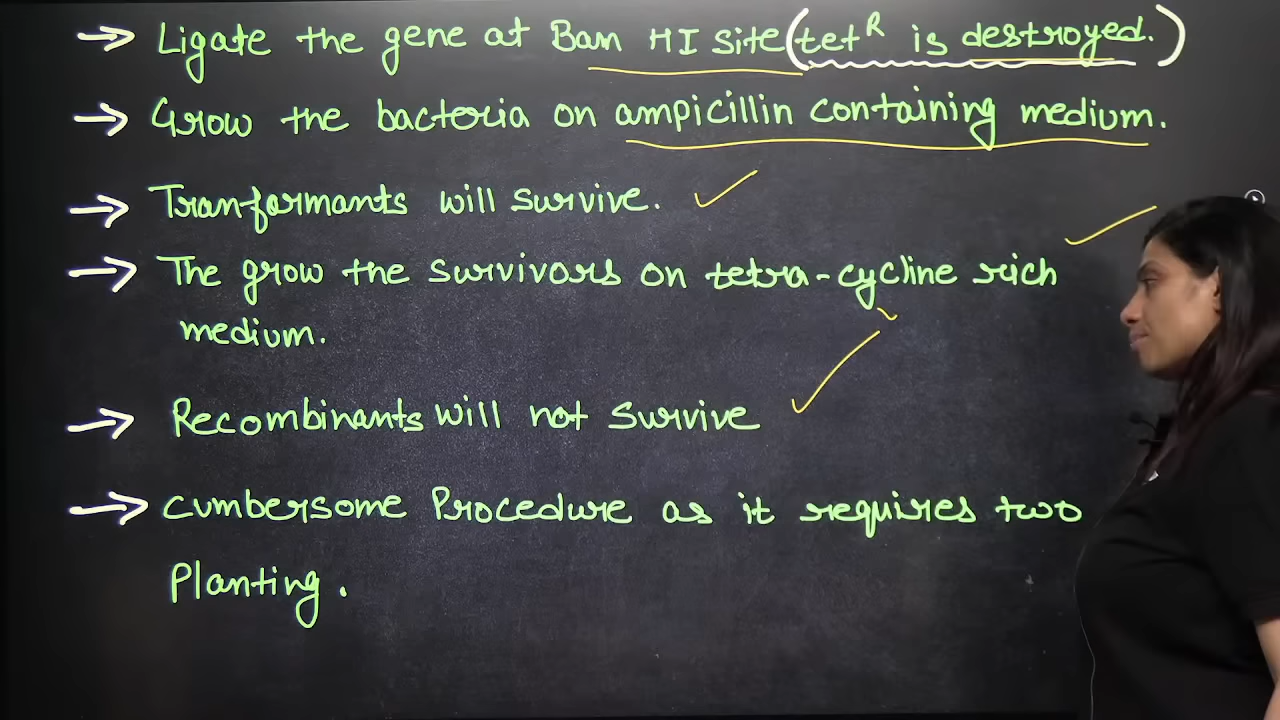 → Ligate the gene at Bam HI site (tetᴿ is destroyed.)
→ Grow the bacteria on ampicillin containing medium.
→ Tranformants will survive.
→ The grow the survivors on tetra-cycline rich
medium.
→ Recombinants will not survive
→ cumbersome Procedure as it requires two
Planting.